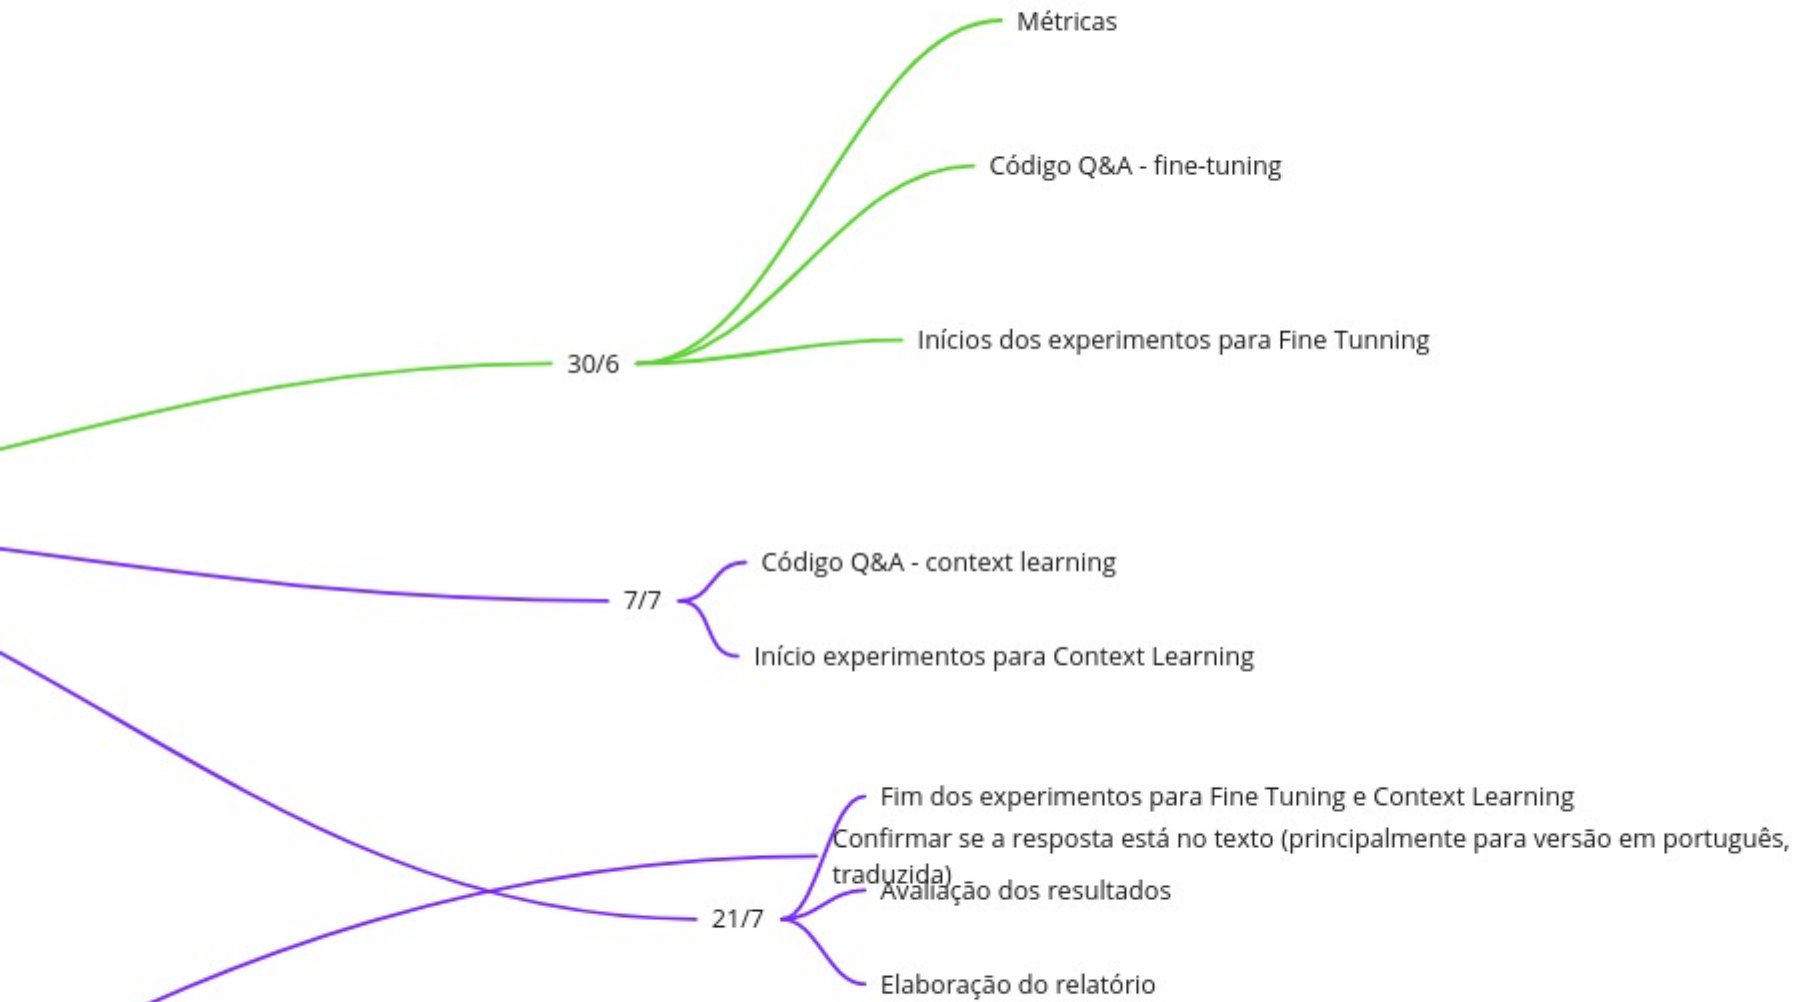 Métricas
Código Q&A - fine-tuning
30/6
Inícios dos experimentos para Fine Tunning
Código Q&A - context learning
7/7
Início experimentos para Context Learning
Fim dos experimentos para Fine Tuning e Context Learning
Confirmar se a resposta está no texto (principalmente para versão em português,
traduzida)
Avaliação dos resultados
21/7
Elaboração do relatório